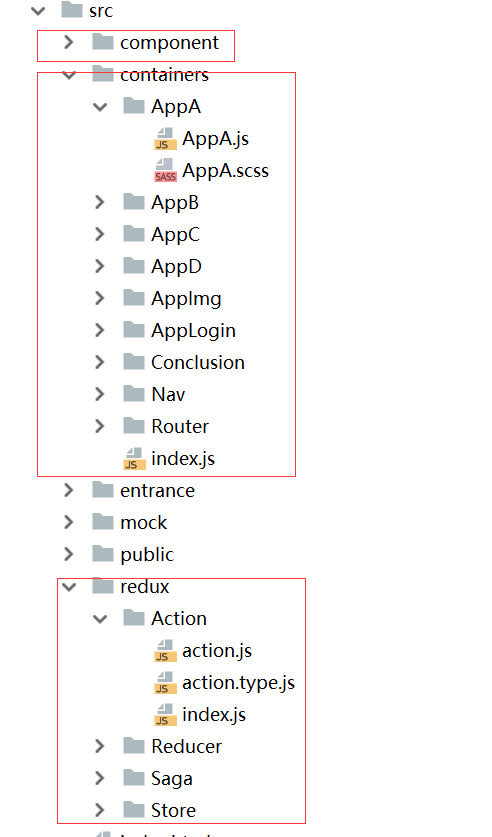 src
component
containers
AppA
JS AppA.js
SASS AppA.scss
AppB
AppC
AppD
AppImg
AppLogin
Conclusion
Nav
Router
JS index.js
entrance
mock
public
redux
Action
JS action.js
JS action.type.js
JS index.js
Reducer
Saga
Store